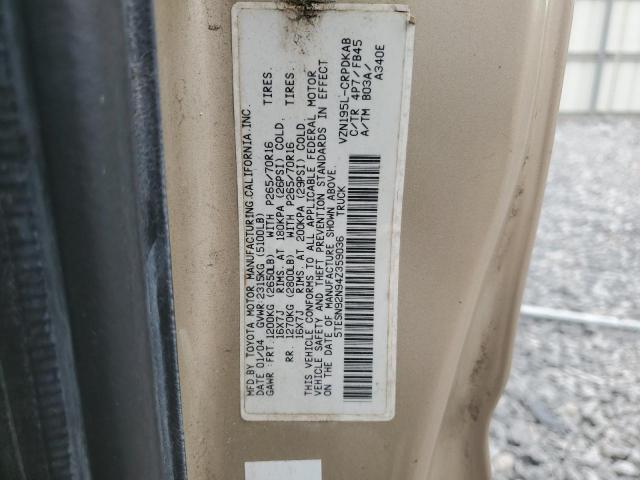 MFD BY TOYOTA MOTOR MANUFACTURING CALIFORNIA, INC.
DATE 01/04 GVWR 2315KG (5100LB)
GAWR: FRT 1200KG (2650LB) WITH P265/70R16 TIRES.
16X7J RIMS. AT 180KPA (26PSI) COLD
RR. 1270KG (2800LB) WITH P265/70R16 TIRES.
16X7J RIMS. AT 200KPA (29PSI) COLD
THIS VEHICLE CONFORMS TO ALL APPLICABLE FEDERAL MOTOR
VEHICLE SAFETY AND THEFT PREVENTION STANDARDS IN EFFECT
ON THE DATE OF MANUFACTURE SHOWN ABOVE.
5TESN92N94Z359036 TRUCK
VZN195L-CRPDKAB
C/TR 4P7/FB45
A/TM B03A/
A340E